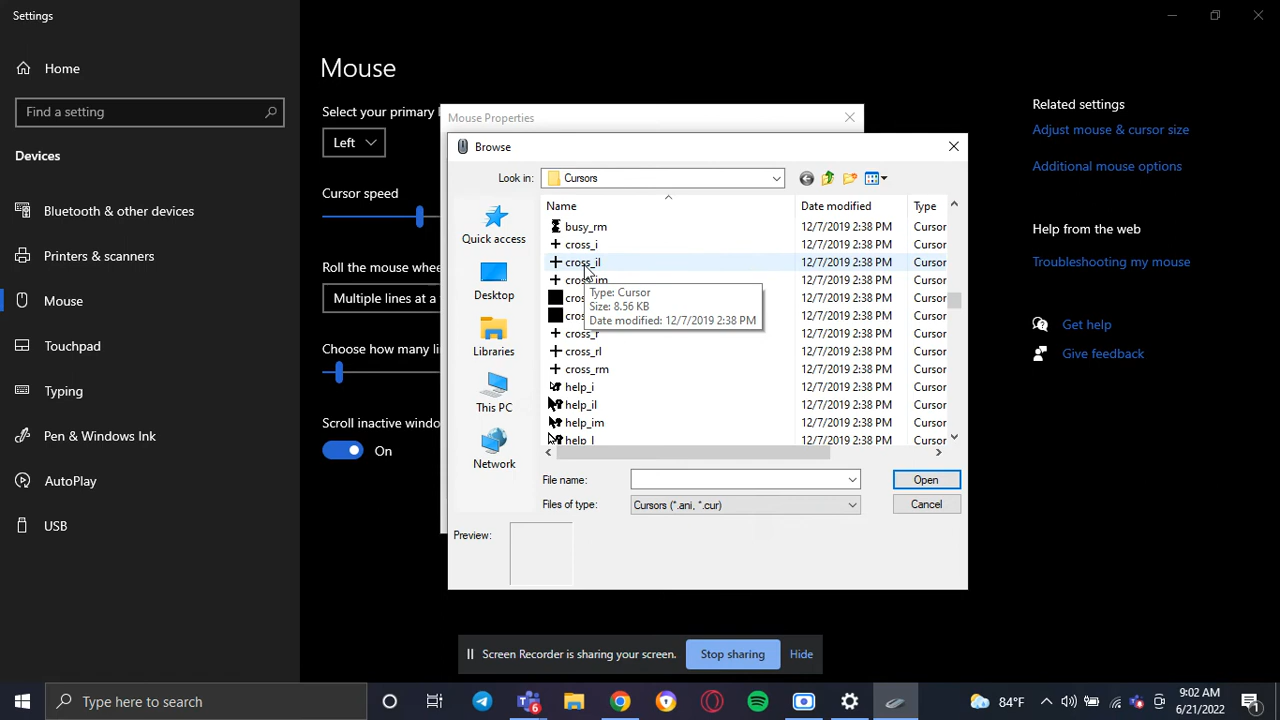 Settings
Home
Find a setting
Devices
Bluetooth & other devices
Printers & scanners
Mouse
Touchpad
Typing
Pen & Windows Ink
AutoPlay
USB
Mouse
Select your primary
Left
Cursor speed
Roll the mouse whee
Multiple lines at a
Choose how many li
Scroll inactive windo
On
Mouse Properties
Browse
Look in:
Cursors
Name
Date modified
Type
busy_rm 12/7/2019 2:38 PM Cursor
cross_i 12/7/2019 2:38 PM Cursor
cross_il 12/7/2019 2:38 PM Cursor
cross_im 12/7/2019 2:38 PM Cursor
cros 12/7/2019 2:38 PM Cursor
cros 12/7/2019 2:38 PM Cursor
cross_r 12/7/2019 2:38 PM Cursor
cross_rl 12/7/2019 2:38 PM Cursor
cross_rm 12/7/2019 2:38 PM Cursor
help_i 12/7/2019 2:38 PM Cursor
help_il 12/7/2019 2:38 PM Cursor
help_im 12/7/2019 2:38 PM Cursor
help_l 12/7/2019 2:38 PM Cursor
Type: Cursor
Size: 8.56 KB
Date modified: 12/7/2019 2:38 PM
Quick access
Desktop
Libraries
This PC
Network
File name:
Open
Files of type:
Cursors (*.ani, *.cur)
Cancel
Preview:
Related settings
Adjust mouse & cursor size
Additional mouse options
Help from the web
Troubleshooting my mouse
Get help
Give feedback
Screen Recorder is sharing your screen.
Stop sharing
Hide
Type here to search
6
84°F
9:02 AM
6/21/2022
1